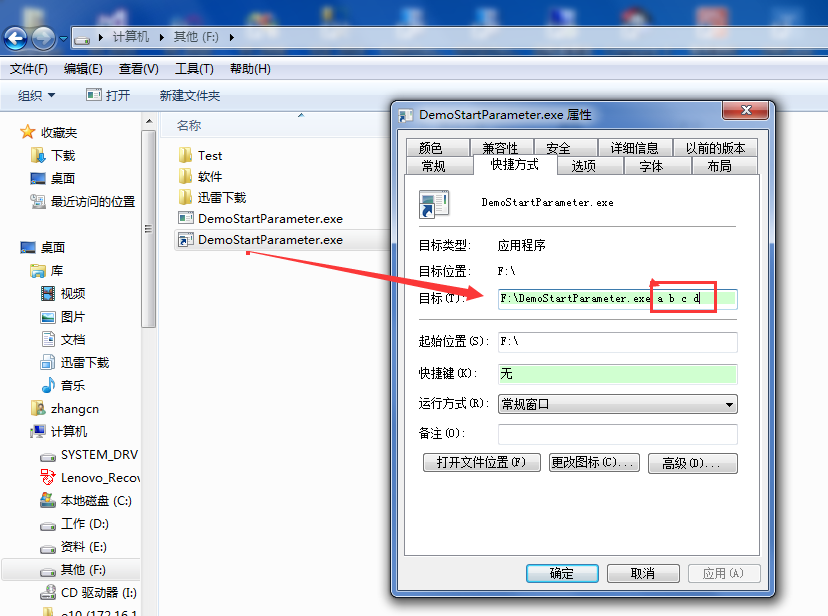 计算机 ▸ 其他 (F:) ▸
文件(F) 编辑(E) 查看(V) 工具(T) 帮助(H)
组织 打开 新建文件夹
收藏夹
下载
桌面
最近访问的位置
桌面
库
视频
图片
文档
迅雷下载
音乐
zhangcn
计算机
SYSTEM_DRV
Lenovo_Recov
本地磁盘 (C:)
工作 (D:)
资料 (E:)
其他 (F:)
CD 驱动器 (I:)
e10 (172.16.1
名称
Test
软件
迅雷下载
DemoStartParameter.exe
DemoStartParameter.exe
DemoStartParameter.exe 属性
颜色 兼容性 安全 详细信息 以前的版本
常规 快捷方式 选项 字体 布局
DemoStartParameter.exe
目标类型: 应用程序
目标位置: F:\
目标(T): F:\DemoStartParameter.exe a b c d
起始位置(S): F:\
快捷键(K): 无
运行方式(R): 常规窗口
备注(O):
打开文件位置(F) 更改图标(C)... 高级(D)...
确定 取消 应用(A)